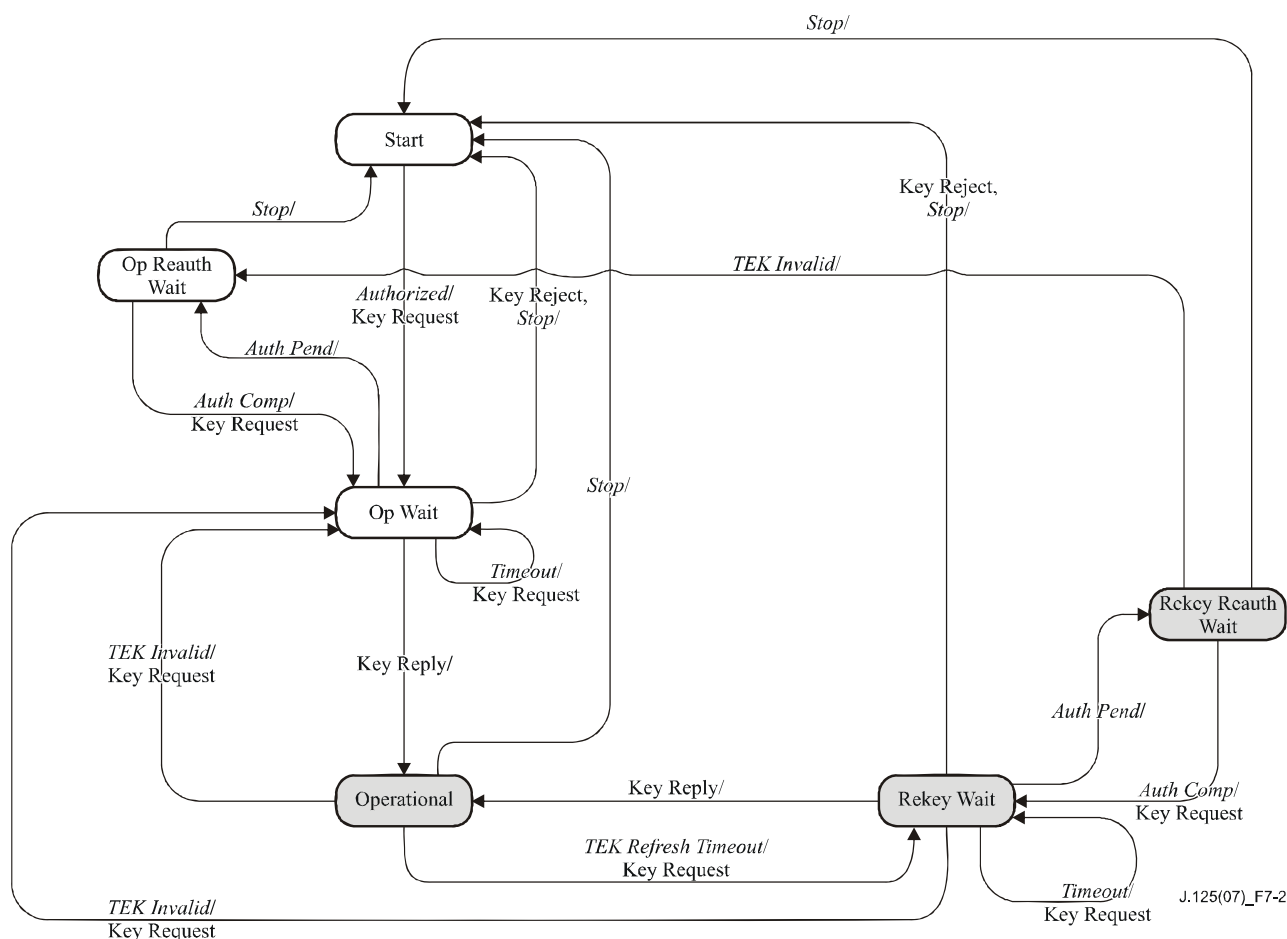 Stop/
Start
Key Reject,
Stop/
Stop/
Op Reauth
Wait
TEK Invalid/
Authorized/
Key Request
Key Reject,
Stop/
Auth Pend/
Auth Comp/
Key Request
Stop/
Op Wait
Timeout/
Key Request
Rekey Reauth
Wait
TEK Invalid/
Key Request
Key Reply/
Auth Pend/
Operational
Key Reply/
Rekey Wait
Auth Comp/
Key Request
TEK Refresh Timeout/
Key Request
Timeout/
Key Request
J.125(07)_F7-2
TEK Invalid/
Key Request